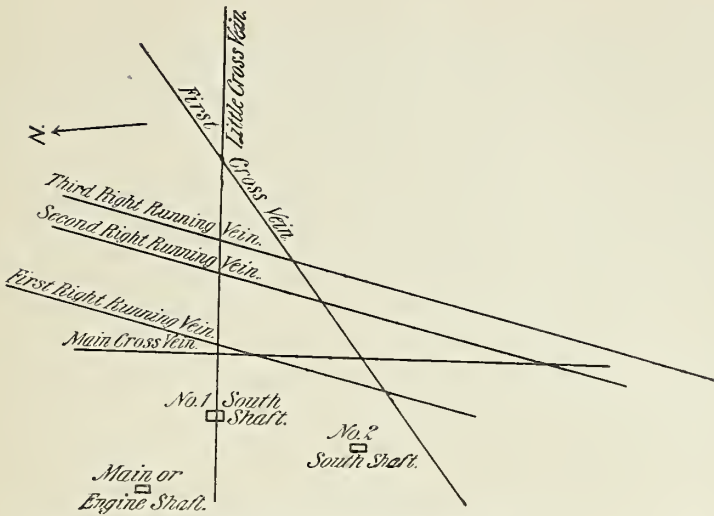 Little Cross Vein.
First Cross Vein.
N.
Third Right Running Vein.
Second Right Running Vein.
First Right Running Vein.
Main Cross Vein.
No.1 South
Shaft.
No.2
South Shaft.
Main or
Engine Shaft.